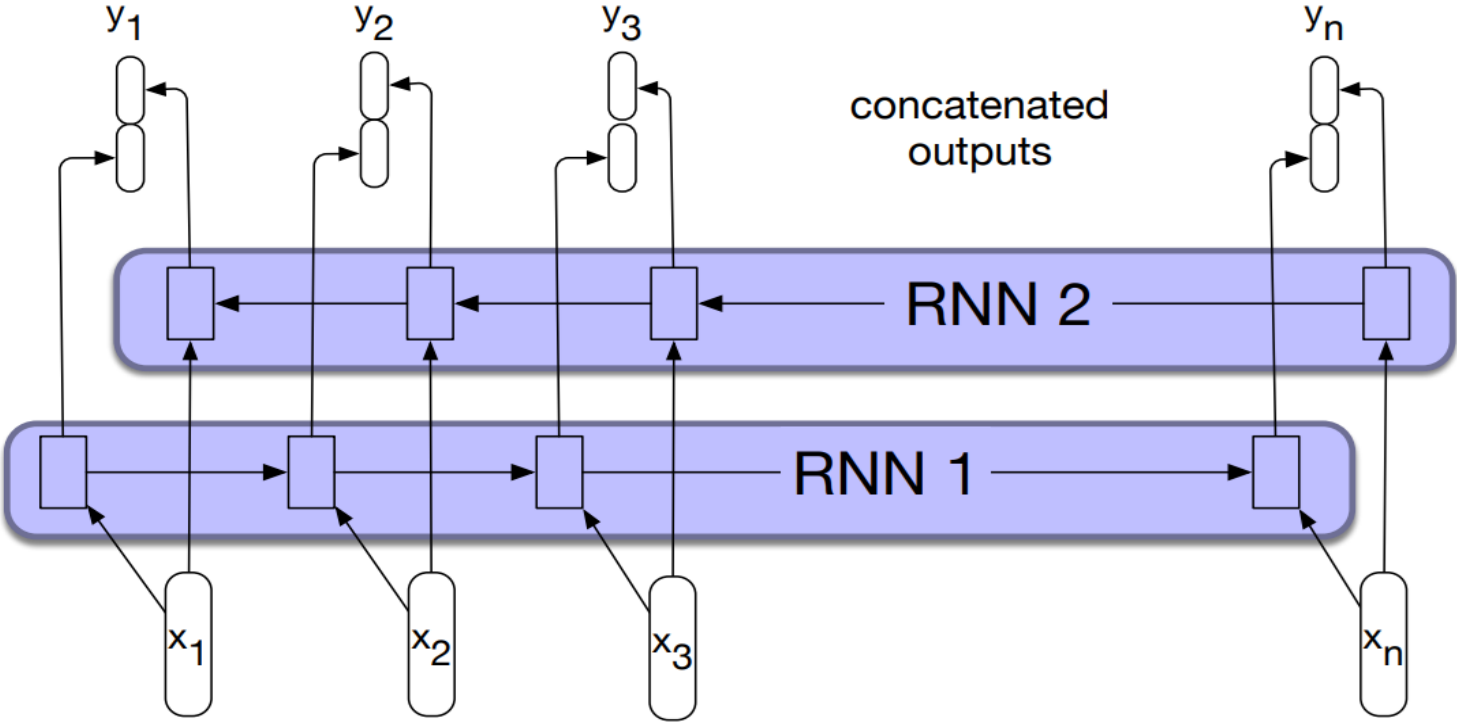 y1 y2 y3 yn
concatenated
outputs
RNN 2
RNN 1
x1 x2 x3 xn